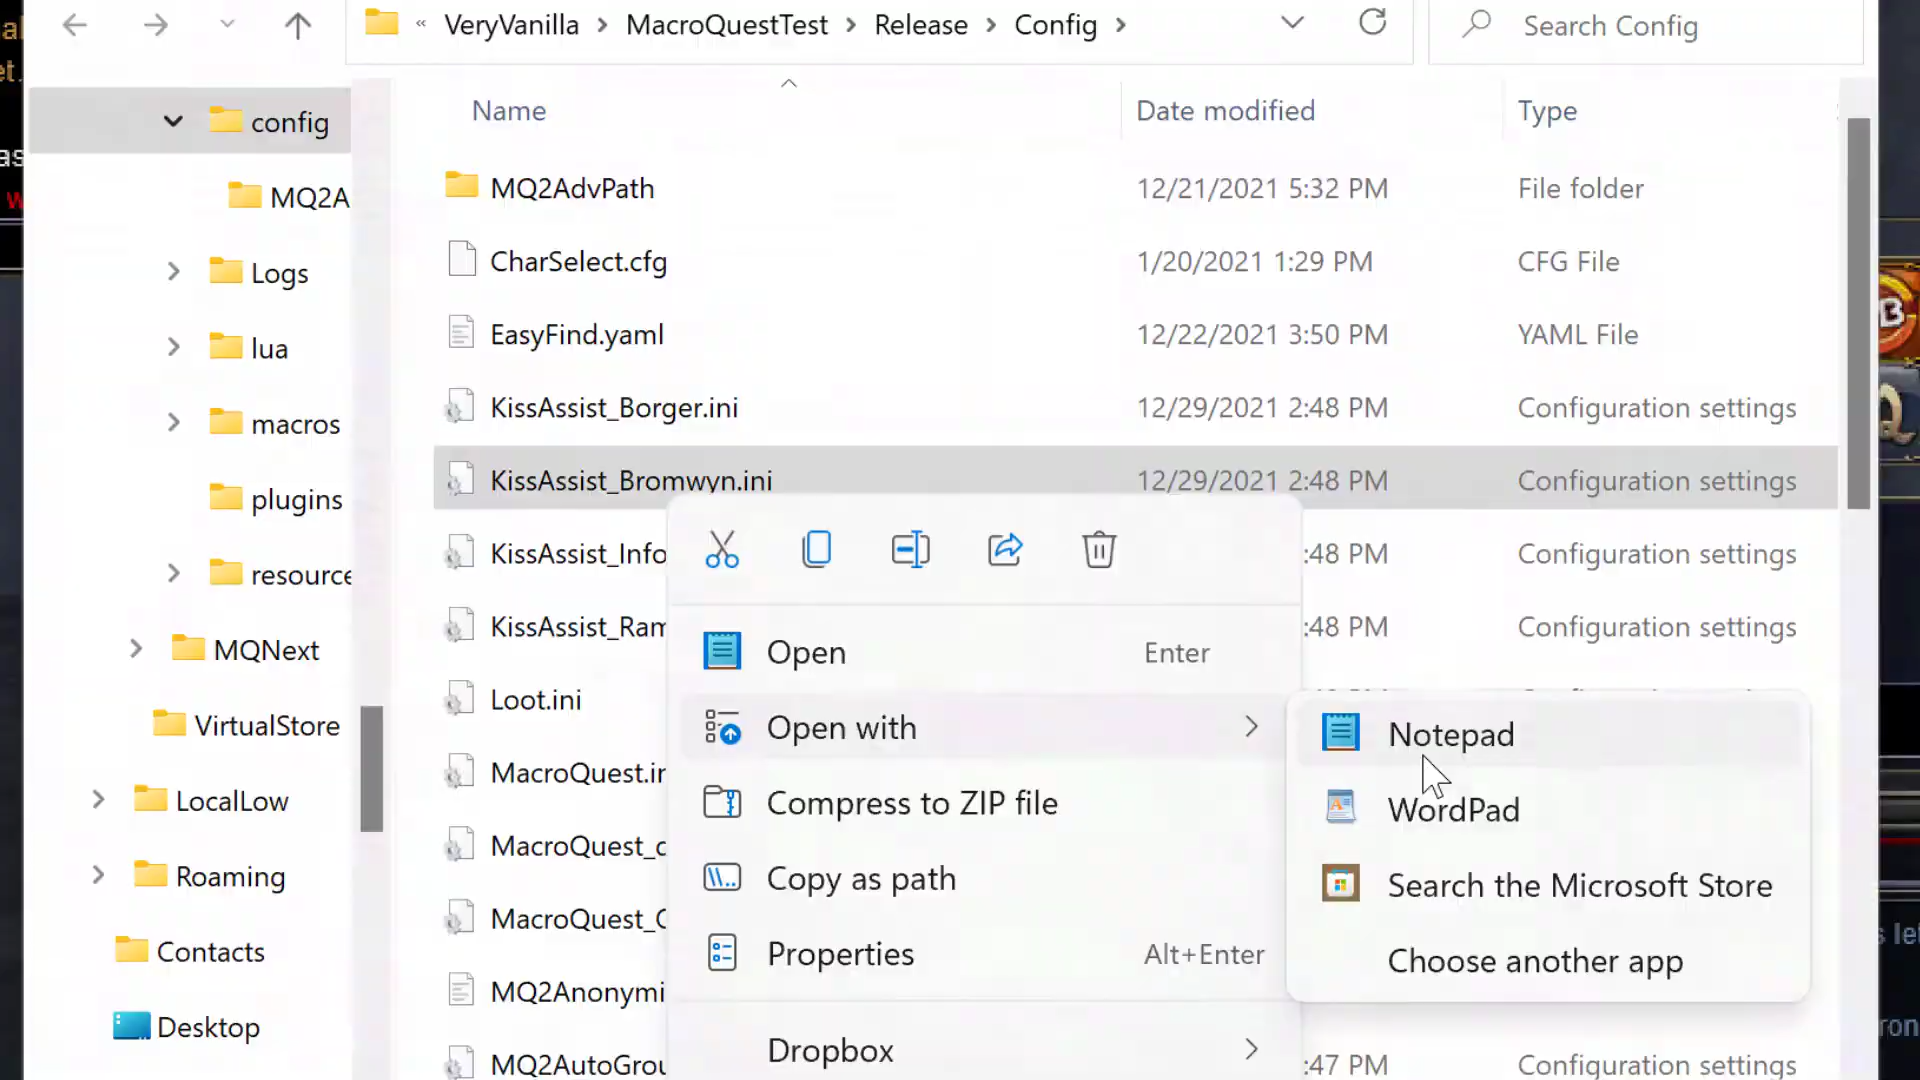 « VeryVanilla > MacroQuestTest > Release > Config >
Search Config
Name
Date modified
Type
config
MQ2A
Logs
lua
macros
plugins
resource
MQNext
VirtualStore
LocalLow
Roaming
Contacts
Desktop
MQ2AdvPath 12/21/2021 5:32 PM File folder
CharSelect.cfg 1/20/2021 1:29 PM CFG File
EasyFind.yaml 12/22/2021 3:50 PM YAML File
KissAssist_Borger.ini 12/29/2021 2:48 PM Configuration settings
KissAssist_Bromwyn.ini 12/29/2021 2:48 PM Configuration settings
KissAssist_Info :48 PM Configuration settings
KissAssist_Ram :48 PM Configuration settings
Loot.ini
MacroQuest.in
MacroQuest_
MacroQuest_
MQ2Anonymi
MQ2AutoGrou :47 PM Configuration settings
Open Enter
Open with
Compress to ZIP file
Copy as path
Properties Alt+Enter
Dropbox
Notepad
WordPad
Search the Microsoft Store
Choose another app